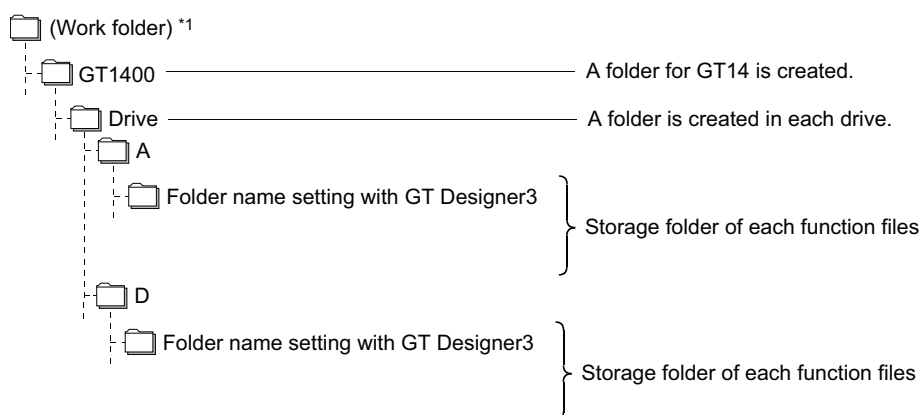 (Work folder) *1
GT1400
A folder for GT14 is created.
Drive
A folder is created in each drive.
A
Folder name setting with GT Designer3
Storage folder of each function files
D
Folder name setting with GT Designer3
Storage folder of each function files